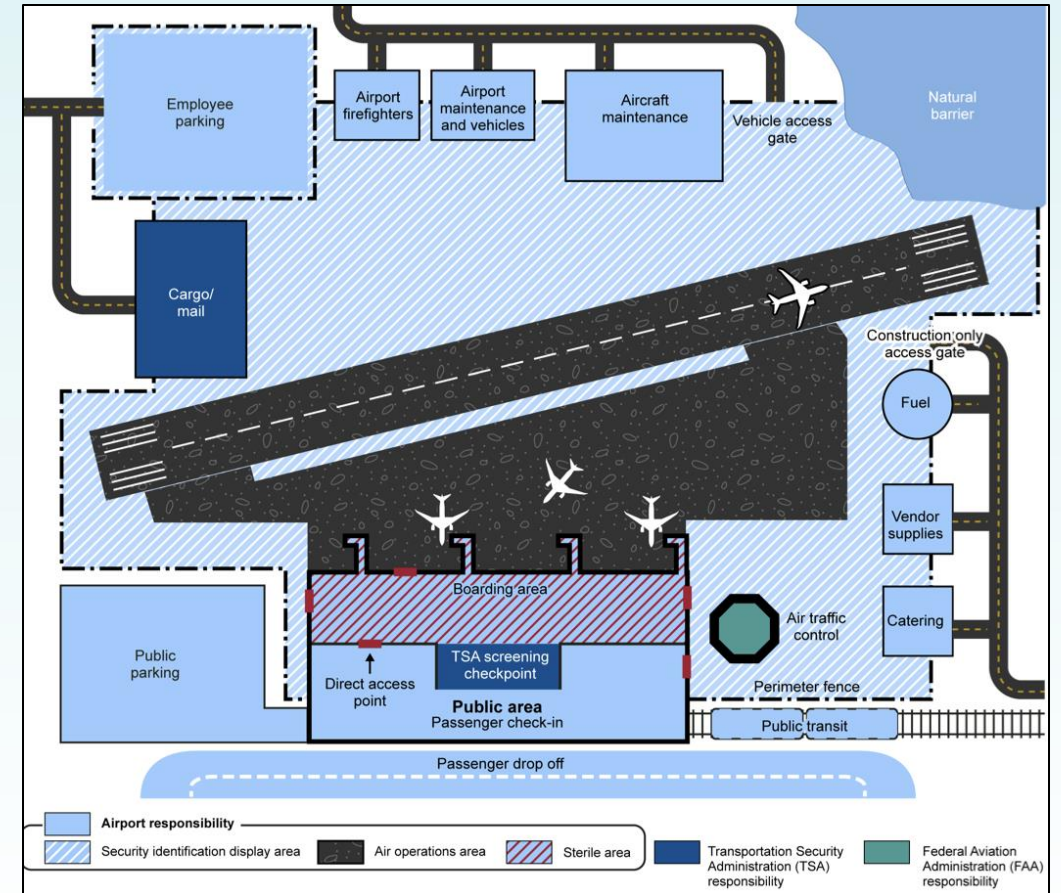 Employee
parking
Airport
firefighters
Airport
maintenance
and vehicles
Aircraft
maintenance
Vehicle access
gate
Natural
barrier
Cargo/
mail
Construction only
access gate
Fuel
Vendor
supplies
Catering
Boarding area
Air traffic
control
Public
parking
TSA screening
checkpoint
Direct access
point
Perimeter fence
Public area
Passenger check-in
Public transit
Passenger drop off
Airport responsibility
Security identification display area
Air operations area
Sterile area
Transportation Security
Administration (TSA)
responsibility
Federal Aviation
Administration (FAA)
responsibility